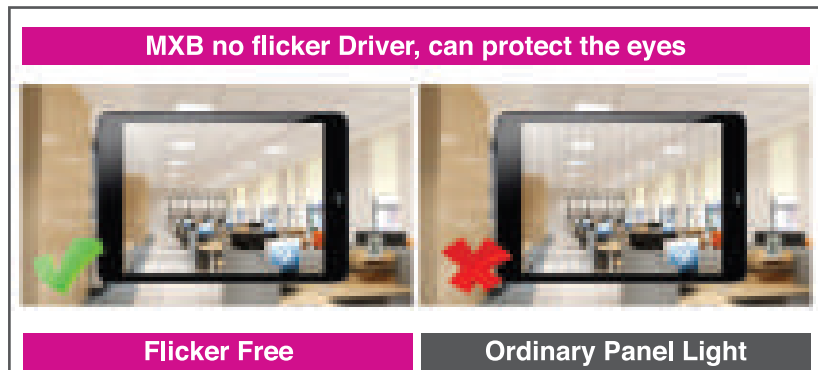 MXB no flicker Driver, can protect the eyes
Flicker Free
Ordinary Panel Light